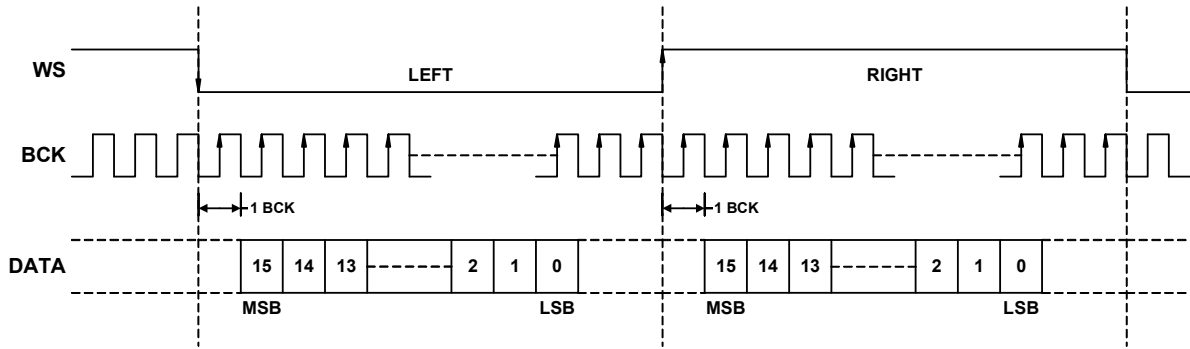 WS
LEFT
RIGHT
BCK
1 BCK
1 BCK
DATA
15 14 13 2 1 0
15 14 13 2 1 0
MSB LSB
MSB LSB